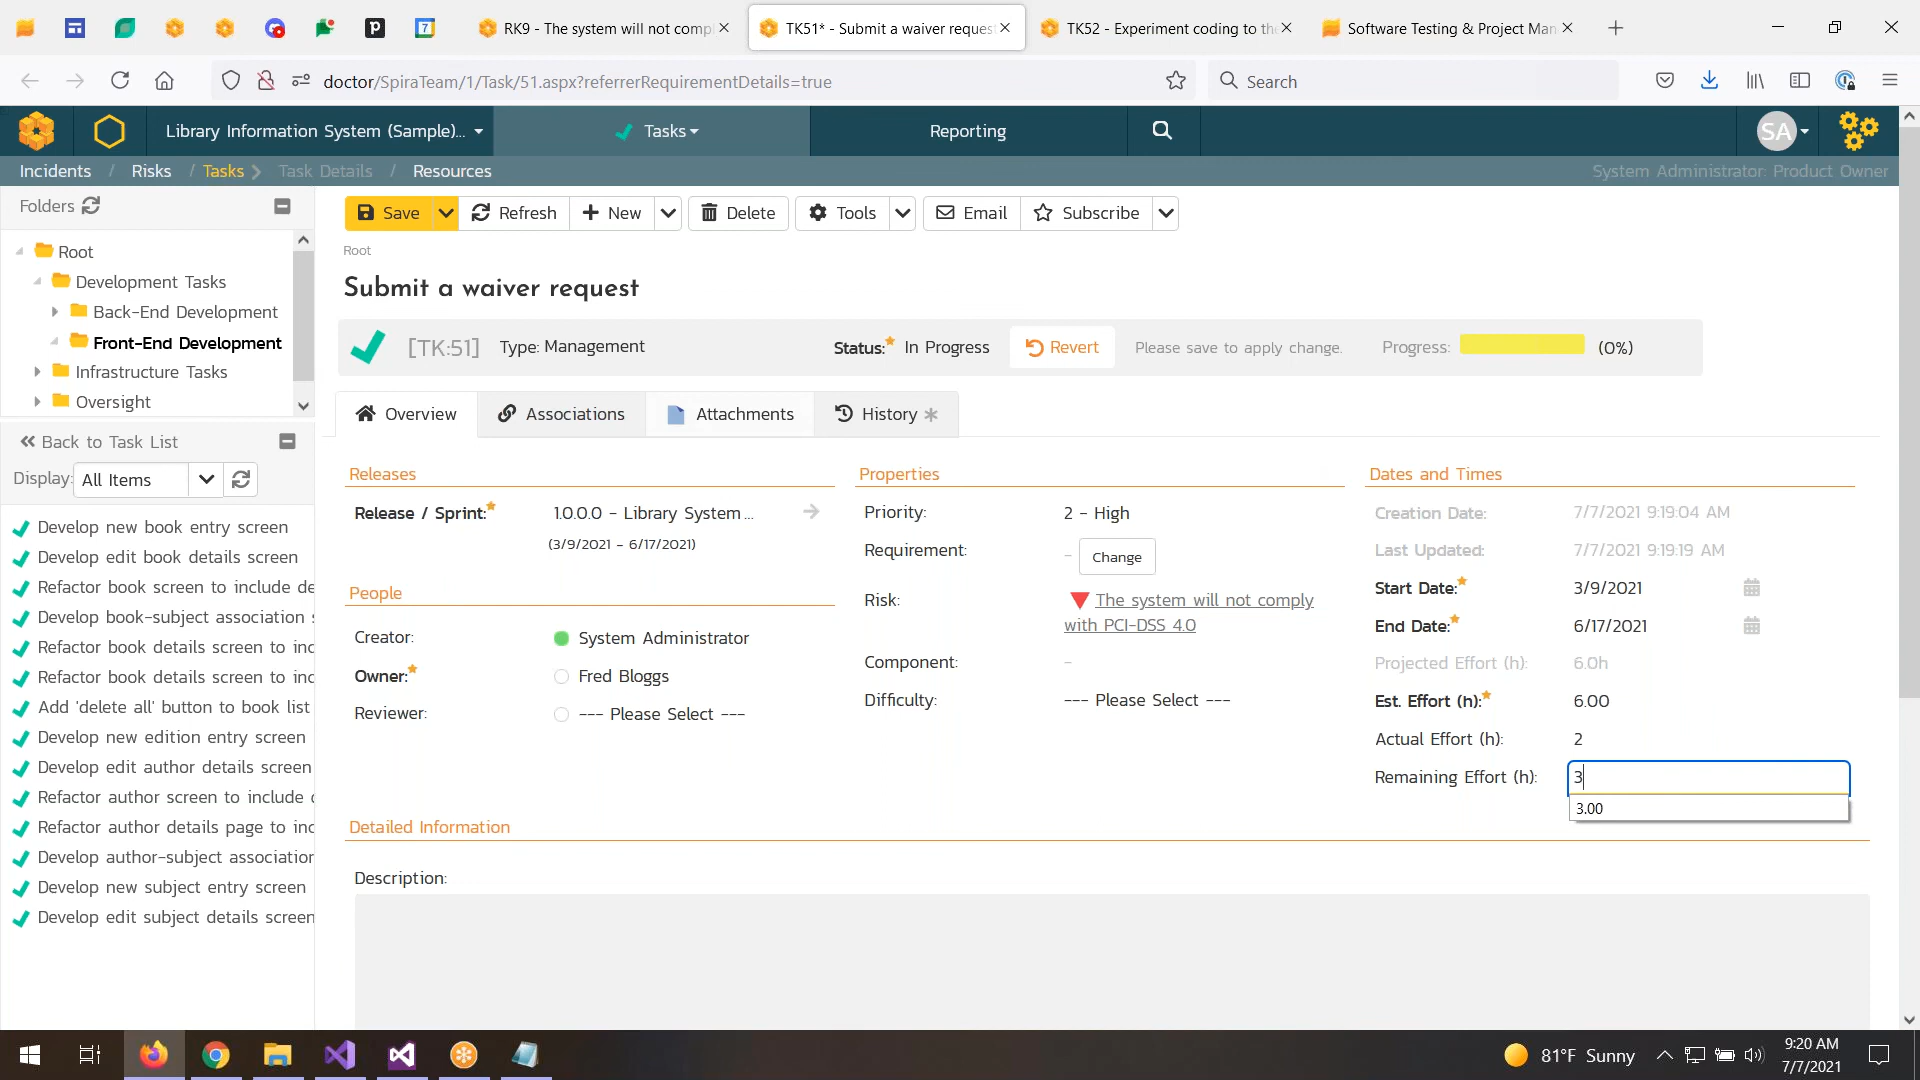 RK9 - The system will not comp
TK51* - Submit a waiver reques
TK52 - Experiment coding to th
Software Testing & Project Man
doctor/SpiraTeam/1/Task/51.aspx?referrerRequirementDetails=true
Search
Library Information System (Sample)...
Tasks
Reporting
SA
Incidents / Risks / Tasks Task Details / Resources
System Administrator: Product Owner
Folders
Root
Development Tasks
Back-End Development
Front-End Development
Infrastructure Tasks
Oversight
Back to Task List
Display: All Items
Develop new book entry screen
Develop edit book details screen
Refactor book screen to include de
Develop book-subject association s
Refactor book details screen to inc
Refactor book details screen to inc
Add 'delete all' button to book list
Develop new edition entry screen
Develop edit author details screen
Refactor author screen to include
Refactor author details page to inc
Develop author-subject association
Develop new subject entry screen
Develop edit subject details screen
Save Refresh New Delete Tools Email Subscribe
Root
Submit a waiver request
[TK:51] Type: Management Status: In Progress Revert Please save to apply change. Progress: (0%)
Overview Associations Attachments History
Releases
Release / Sprint: 1.0.0.0 - Library System ...
(3/9/2021 - 6/17/2021)
People
Creator: System Administrator
Owner: Fred Bloggs
Reviewer: --- Please Select ---
Properties
Priority: 2 - High
Requirement: - Change
Risk: The system will not comply
with PCI-DSS 4.0
Component: -
Difficulty: --- Please Select ---
Dates and Times
Creation Date: 7/7/2021 9:19:04 AM
Last Updated: 7/7/2021 9:19:19 AM
Start Date: 3/9/2021
End Date: 6/17/2021
Projected Effort (h): 6.0h
Est. Effort (h): 6.00
Actual Effort (h): 2
Remaining Effort (h): 3
3.00
Detailed Information
Description:
81°F Sunny
9:20 AM
7/7/2021